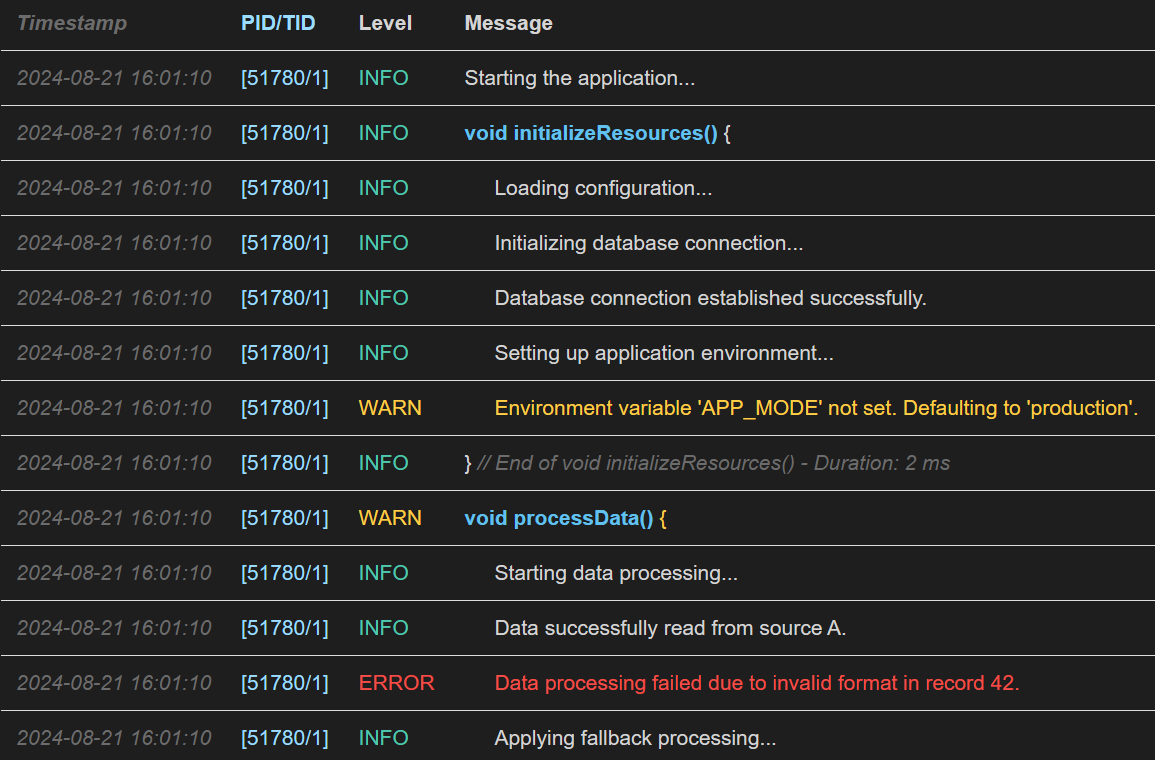 Timestamp PID/TID Level Message
2024-08-21 16:01:10 [51780/1] INFO Starting the application...
2024-08-21 16:01:10 [51780/1] INFO void initializeResources() {
2024-08-21 16:01:10 [51780/1] INFO Loading configuration...
2024-08-21 16:01:10 [51780/1] INFO Initializing database connection...
2024-08-21 16:01:10 [51780/1] INFO Database connection established successfully.
2024-08-21 16:01:10 [51780/1] INFO Setting up application environment...
2024-08-21 16:01:10 [51780/1] WARN Environment variable 'APP_MODE' not set. Defaulting to 'production'.
2024-08-21 16:01:10 [51780/1] INFO } // End of void initializeResources() - Duration: 2 ms
2024-08-21 16:01:10 [51780/1] WARN void processData() {
2024-08-21 16:01:10 [51780/1] INFO Starting data processing...
2024-08-21 16:01:10 [51780/1] INFO Data successfully read from source A.
2024-08-21 16:01:10 [51780/1] ERROR Data processing failed due to invalid format in record 42.
2024-08-21 16:01:10 [51780/1] INFO Applying fallback processing...